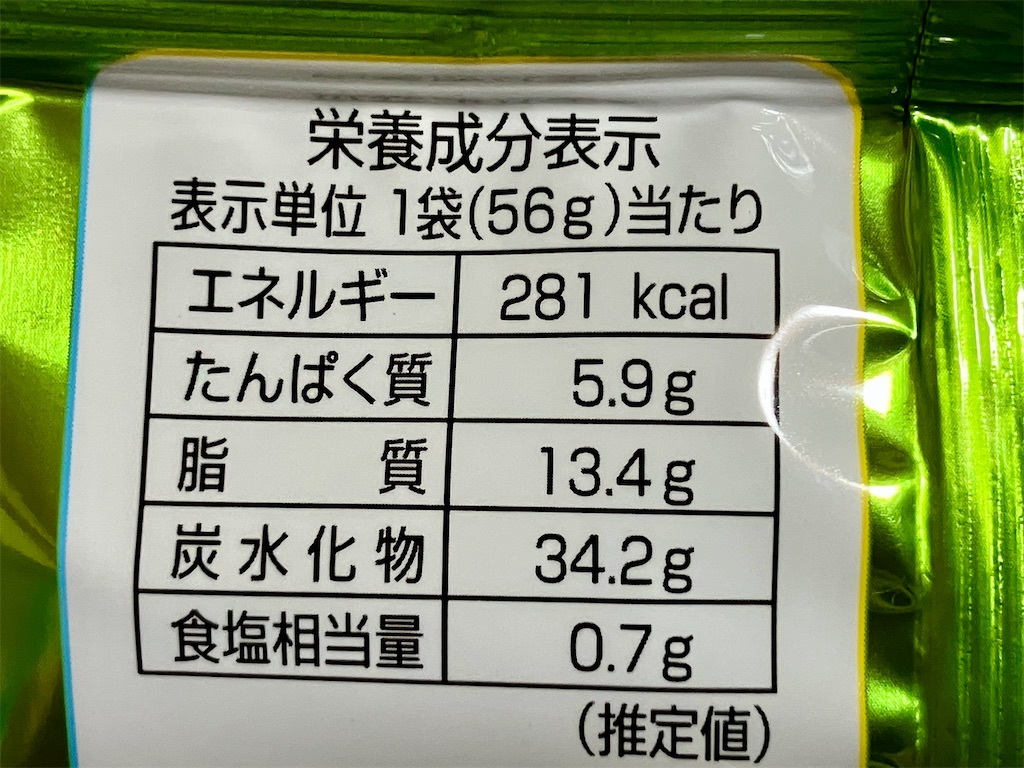 栄養成分表示
表示単位 1袋(56g)当たり
エネルギー 281 kcal
たんぱく質 5.9g
脂質 13.4g
炭水化物 34.2g
食塩相当量 0.7g
(推定値)